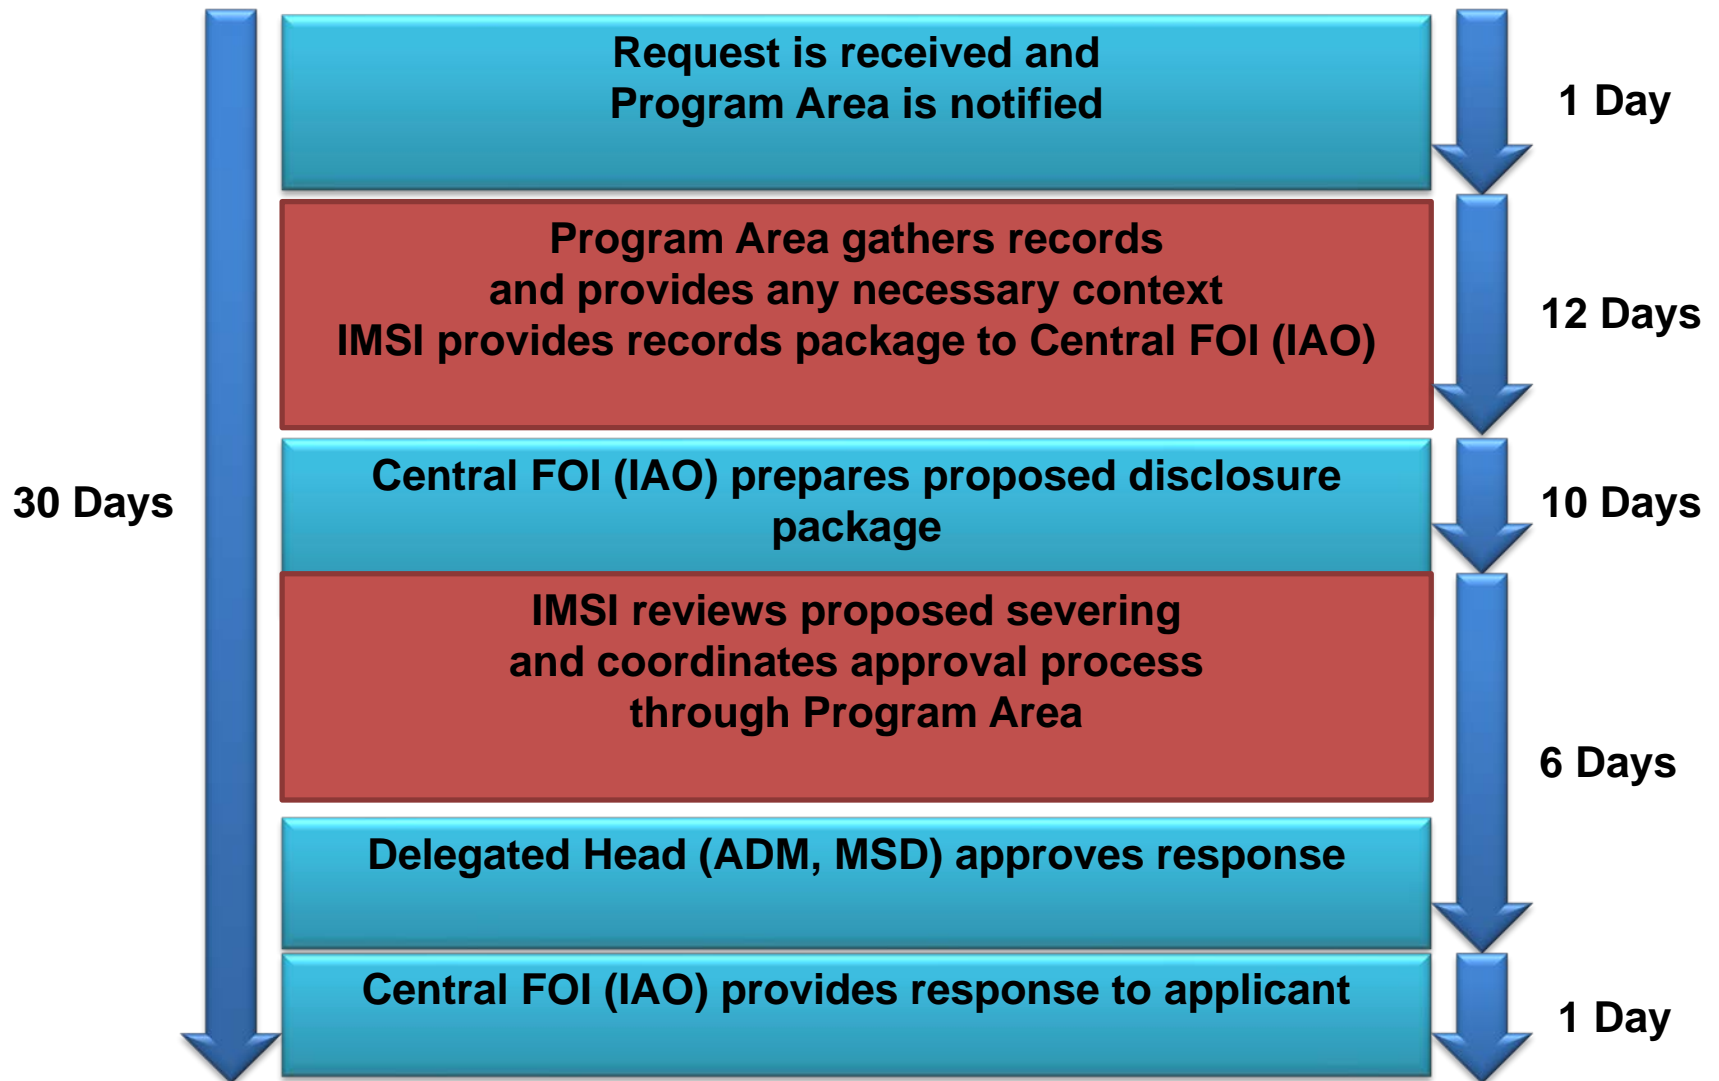 Request is received and
Program Area is notified
1 Day
Program Area gathers records
and provides any necessary context
IMSI provides records package to Central FOI (IAO)
12 Days
30 Days
Central FOI (IAO) prepares proposed disclosure
package
10 Days
IMSI reviews proposed severing
and coordinates approval process
through Program Area
6 Days
Delegated Head (ADM, MSD) approves response
Central FOI (IAO) provides response to applicant
1 Day